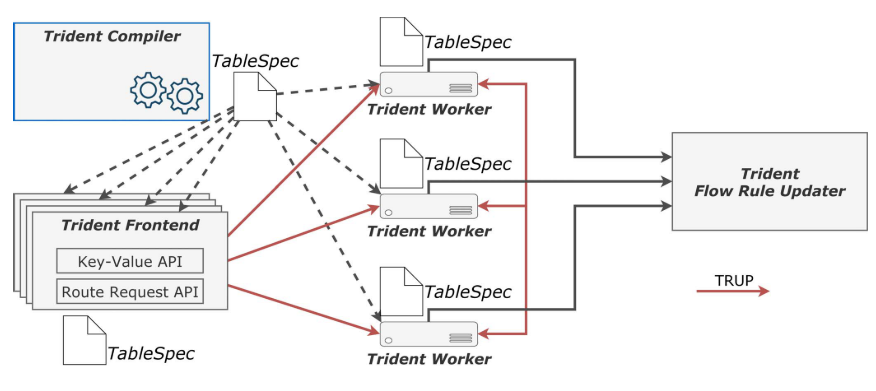 Trident Compiler
TableSpec
TableSpec
Trident Worker
TableSpec
Trident Worker
Trident
Flow Rule Updater
Trident Frontend
Key-Value API
Route Request API
TableSpec
TableSpec
Trident Worker
TRUP